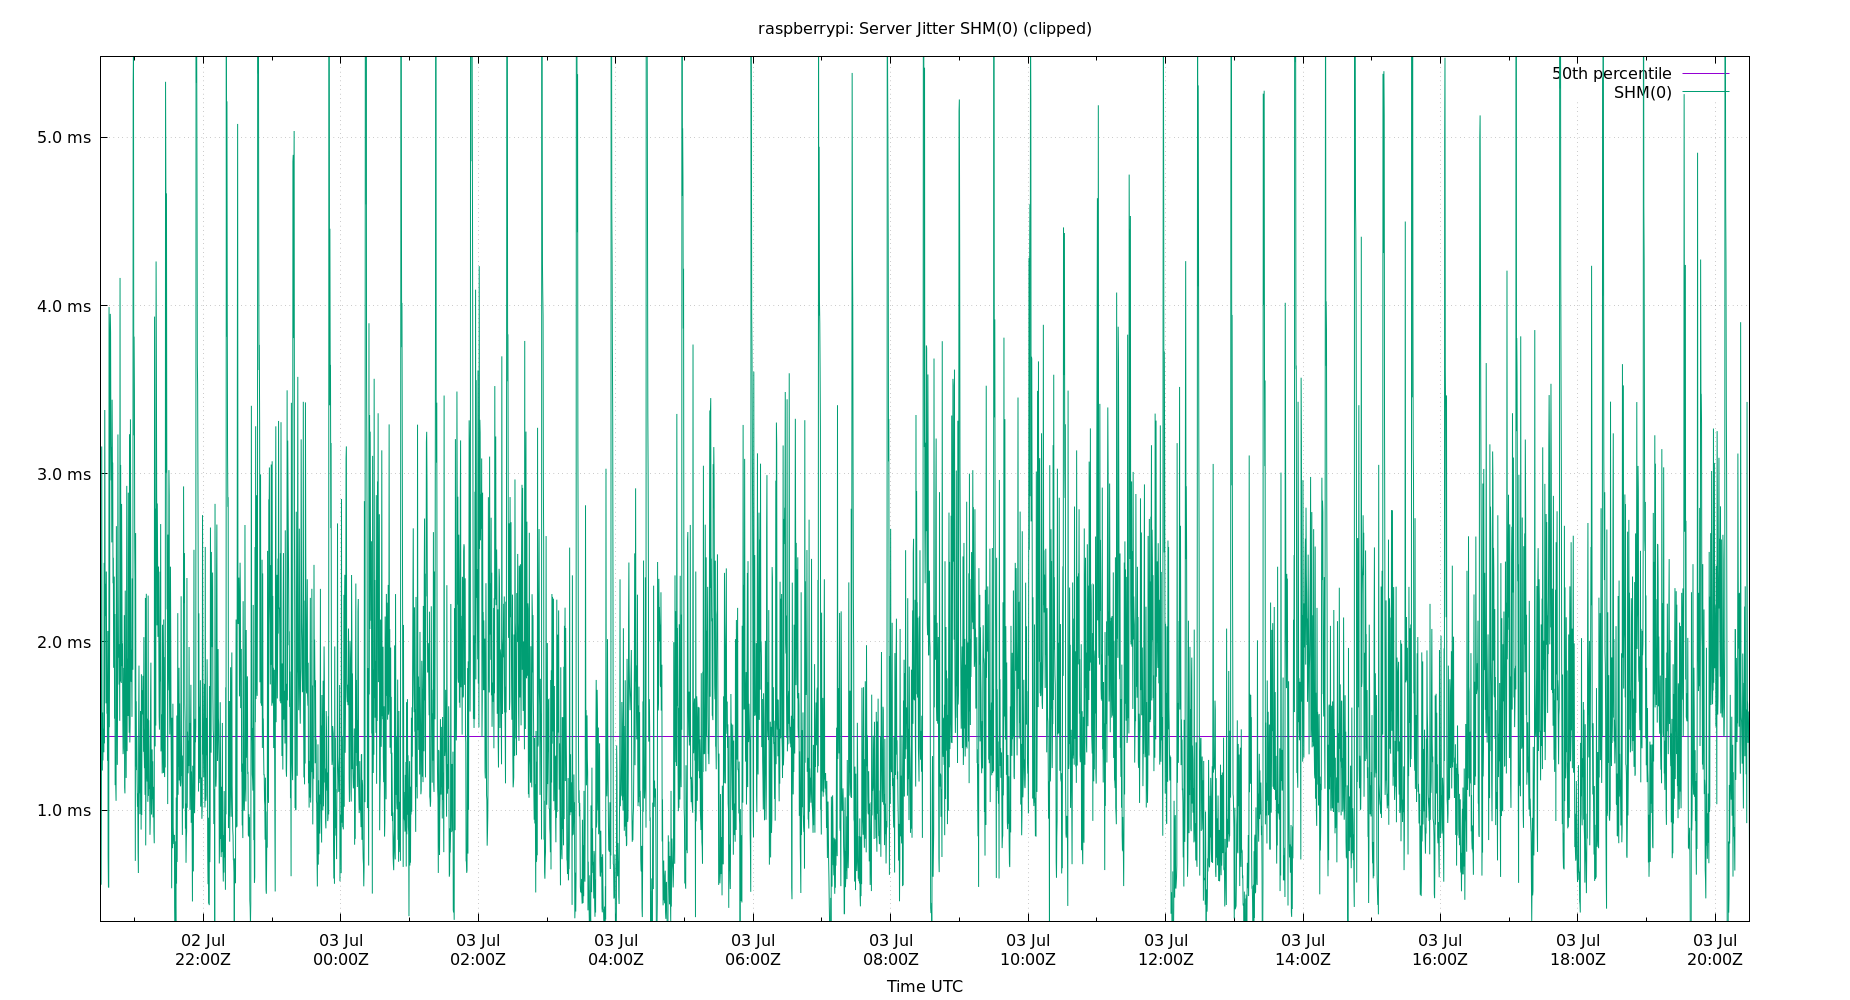 raspberrypi: Server Jitter SHM(0) (clipped)
50th percentile
SHM(0)
5.0 ms
4.0 ms
3.0 ms
2.0 ms
1.0 ms
02 Jul 03 Jul 03 Jul 03 Jul 03 Jul 03 Jul 03 Jul 03 Jul 03 Jul 03 Jul 03 Jul 03 Jul
22:00Z 00:00Z 02:00Z 04:00Z 06:00Z 08:00Z 10:00Z 12:00Z 14:00Z 16:00Z 18:00Z 20:00Z
Time UTC